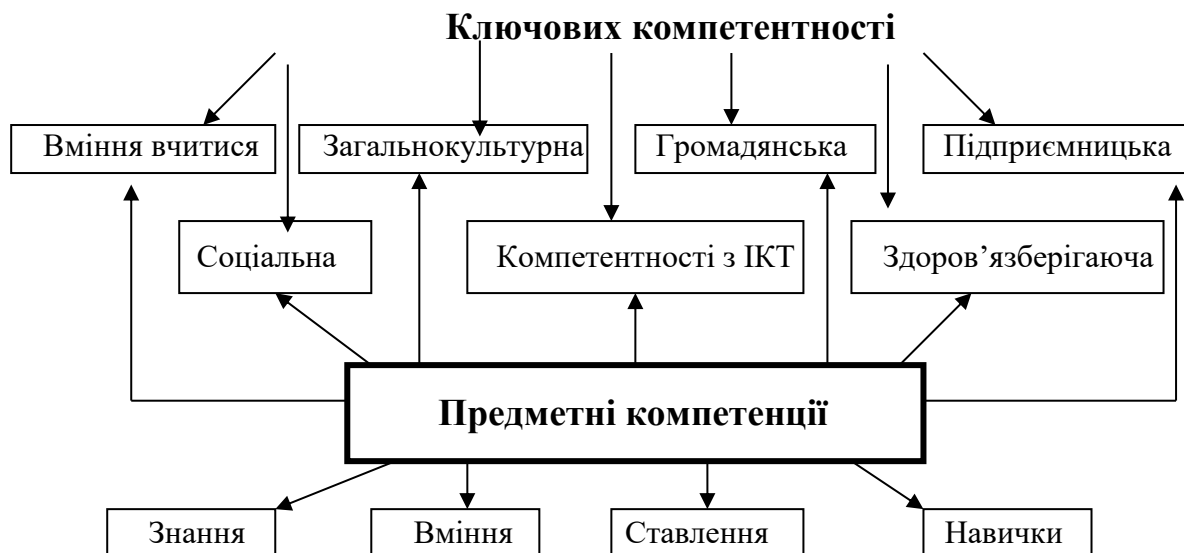 Ключових компетентності
Вміння вчитися
Загальнокультурна
Громадянська
Підприємницька
Соціальна
Компетентності з ІКТ
Здоров’язберігаюча
Предметні компетенції
Знання
Вміння
Ставлення
Навички